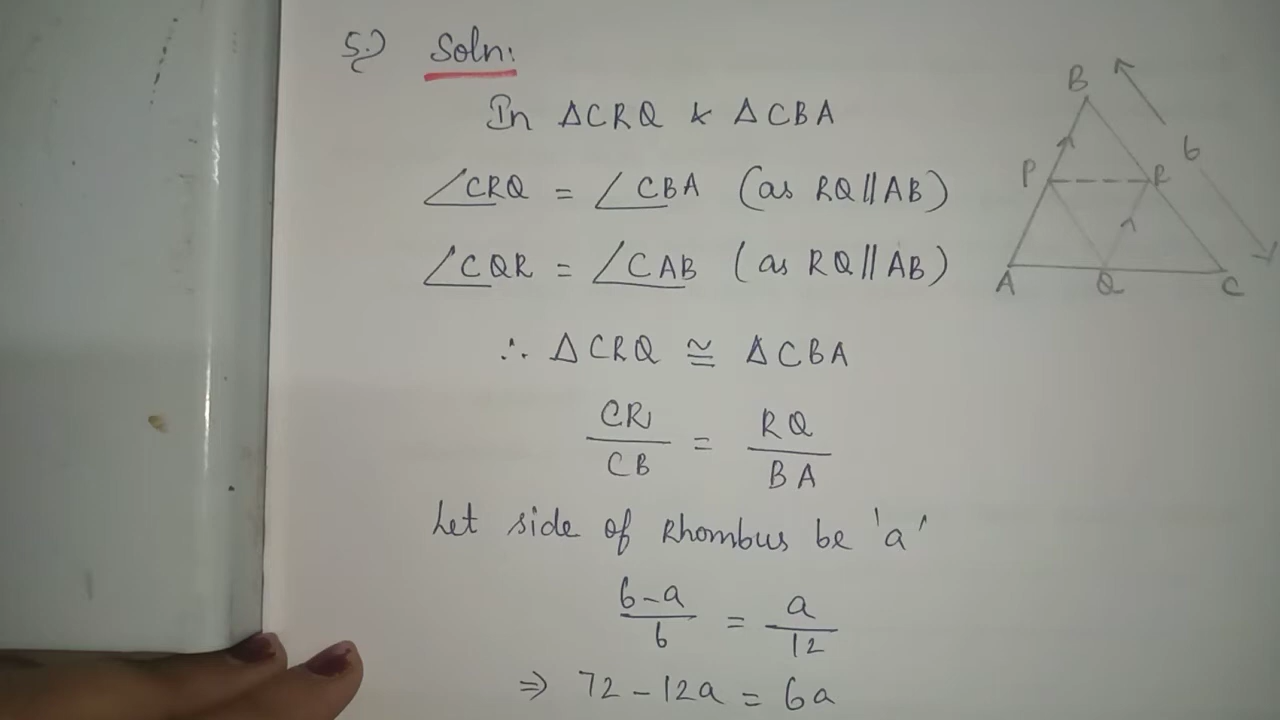 5.) Soln:
In ΔCRQ & ΔCBA
∠CRQ = ∠CBA (as RQ || AB)
∠CQR = ∠CAB (as RQ || AB)
∴ ΔCRQ ≅ ΔCBA
CR/CB = RQ/BA
Let side of Rhombus be 'a'
6-a/6 = a/12
⇒ 72 - 12a = 6a
B
6
P
R
A
Q
C